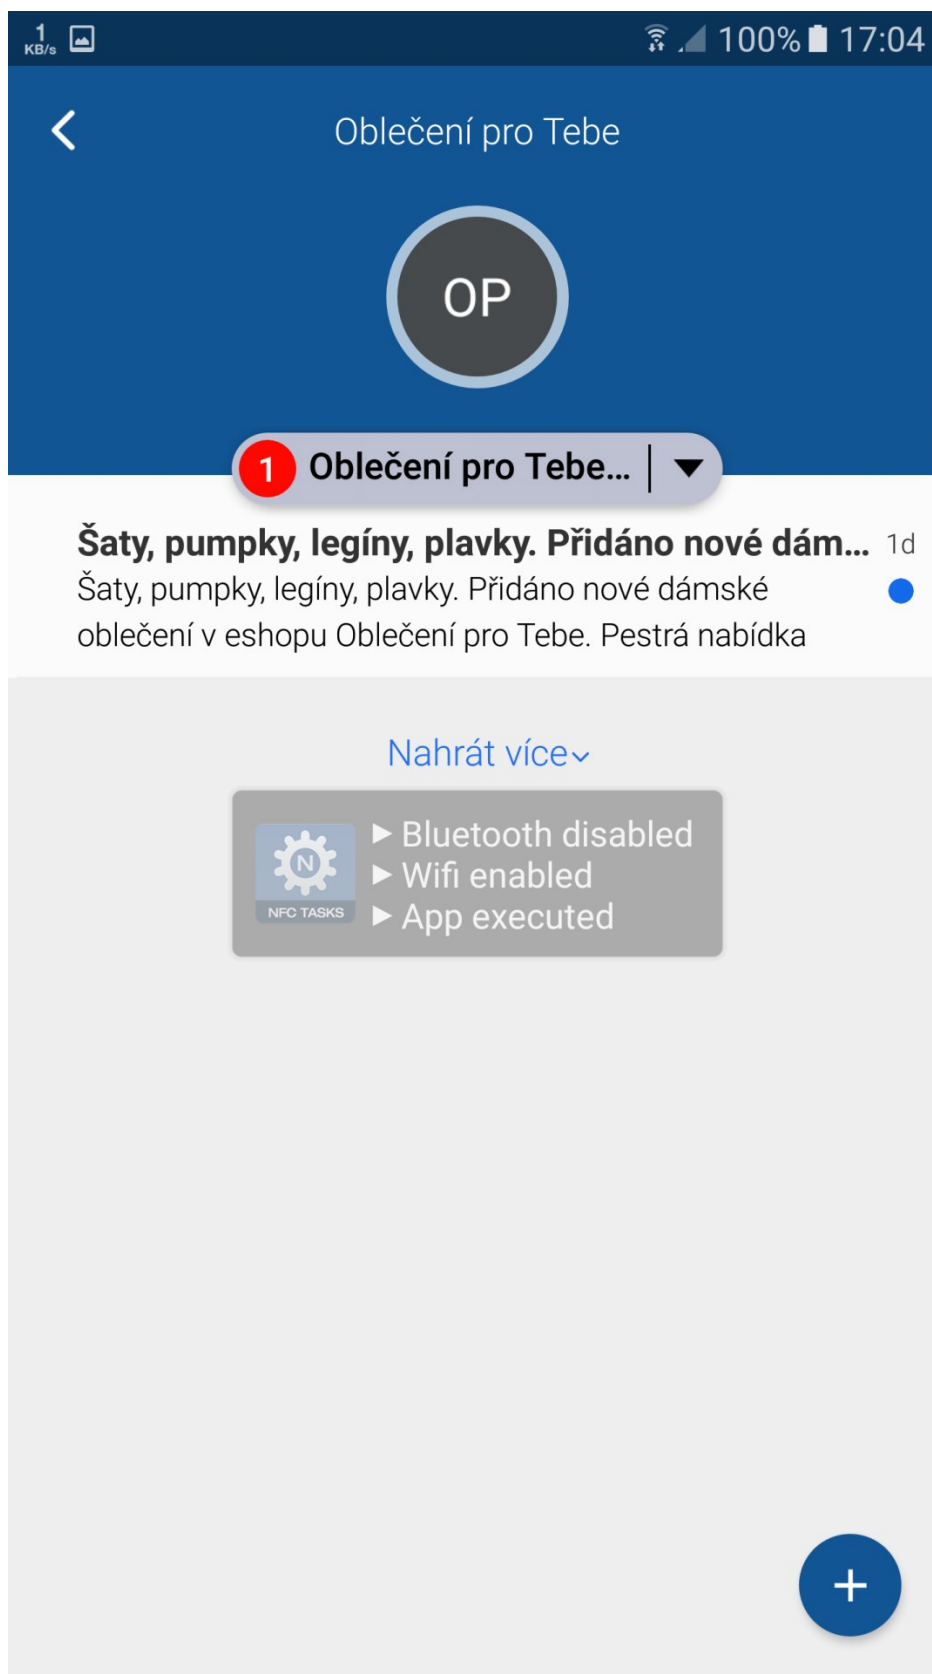 1
KB/s
100% 17:04
Oblečení pro Tebe
OP
1 Oblečení pro Tebe...
Šaty, pumpky, legíny, plavky. Přidáno nové dám... 1d
Šaty, pumpky, legíny, plavky. Přidáno nové dámské
oblečení v eshopu Oblečení pro Tebe. Pestrá nabídka
Nahrát více
N
NFC TASKS
Bluetooth disabled
Wifi enabled
App executed